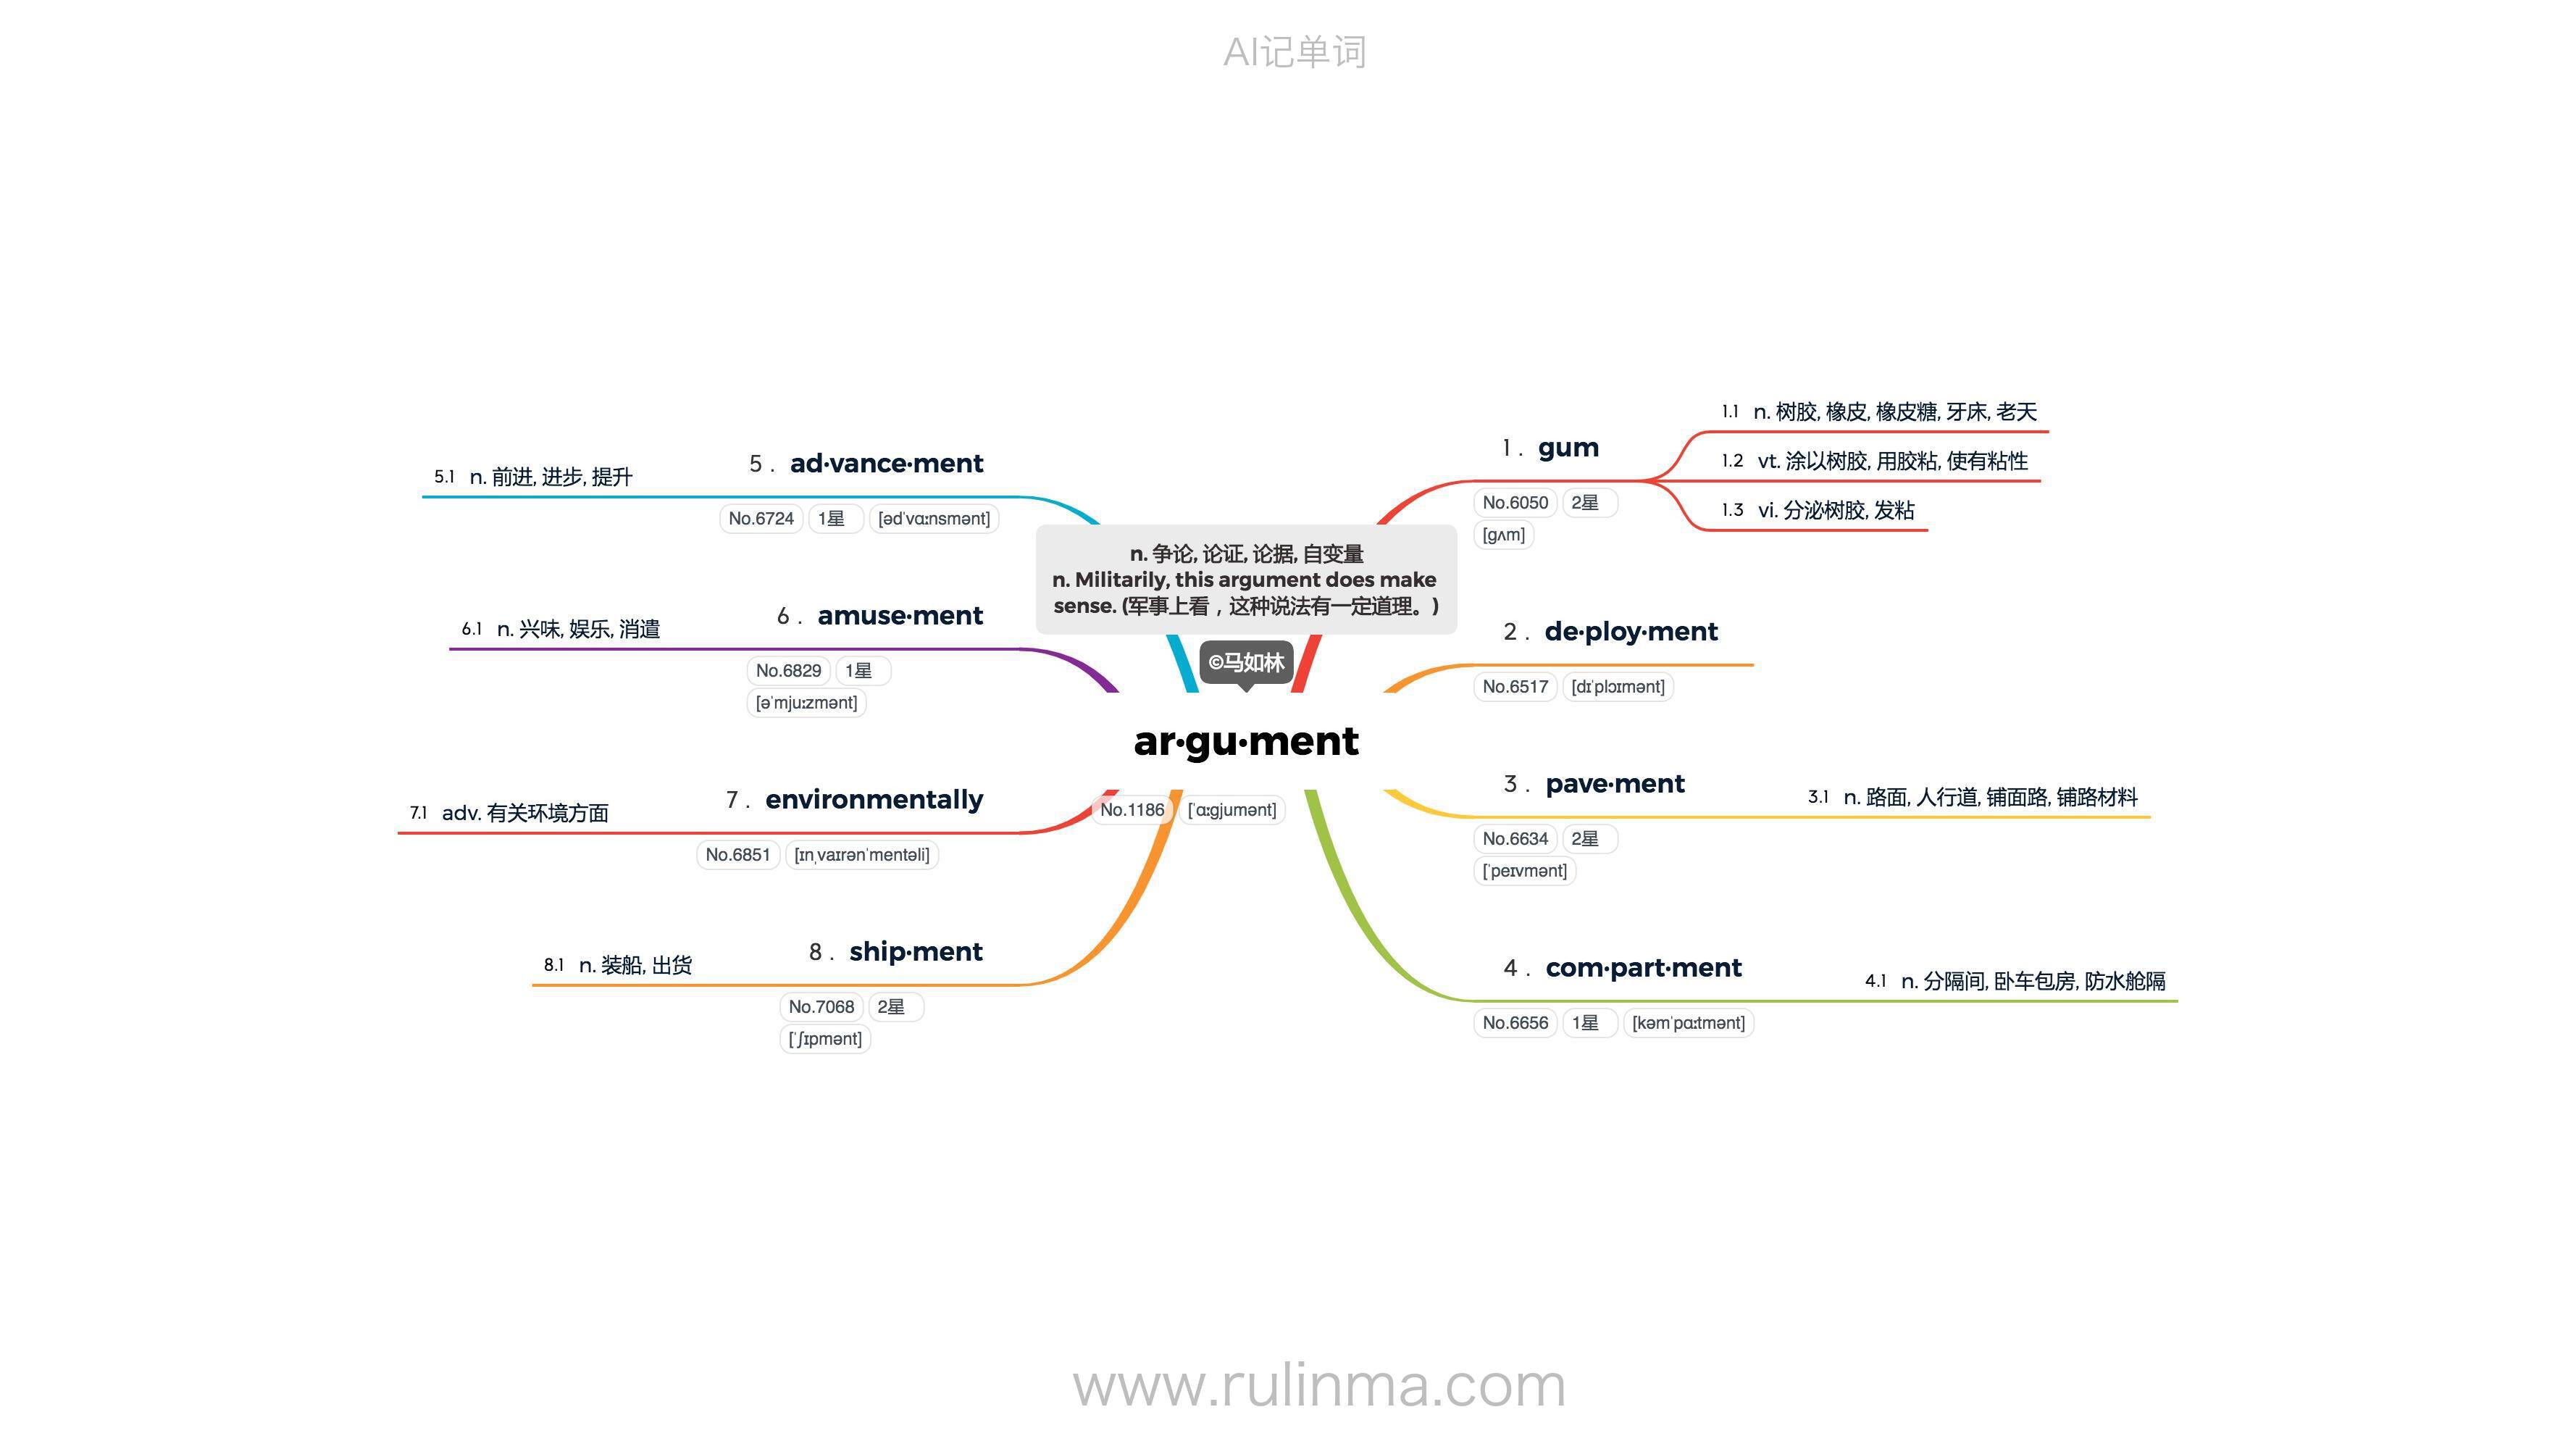 AI记单词
n. 争论, 论证, 论据, 自变量
n. Militarily, this argument does make
sense. (军事上看，这种说法有一定道理。)
©马如林
ar·gu·ment
No.1186 [ˈɑːgjumənt]
1 . gum
No.6050 2星
[gʌm]
1.1 n. 树胶, 橡皮, 橡皮糖, 牙床, 老天
1.2 vt. 涂以树胶, 用胶粘, 使有粘性
1.3 vi. 分泌树胶, 发粘
2 . de·ploy·ment
No.6517 [dɪˈplɔɪmənt]
3 . pave·ment
No.6634 2星
[ˈpeɪvmənt]
3.1 n. 路面, 人行道, 铺面路, 铺路材料
4 . com·part·ment
No.6656 1星 [kəmˈpɑːtmənt]
4.1 n. 分隔间, 卧车包房, 防水舱隔
5 . ad·vance·ment
No.6724 1星 [ədˈvɑːnsmənt]
5.1 n. 前进, 进步, 提升
6 . amuse·ment
No.6829 1星
[əˈmjuːzmənt]
6.1 n. 兴味, 娱乐, 消遣
7 . environmentally
No.6851 [ɪnˌvaɪrənˈmentəli]
7.1 adv. 有关环境方面
8 . ship·ment
No.7068 2星
[ˈʃɪpmənt]
8.1 n. 装船, 出货
www.rulinma.com